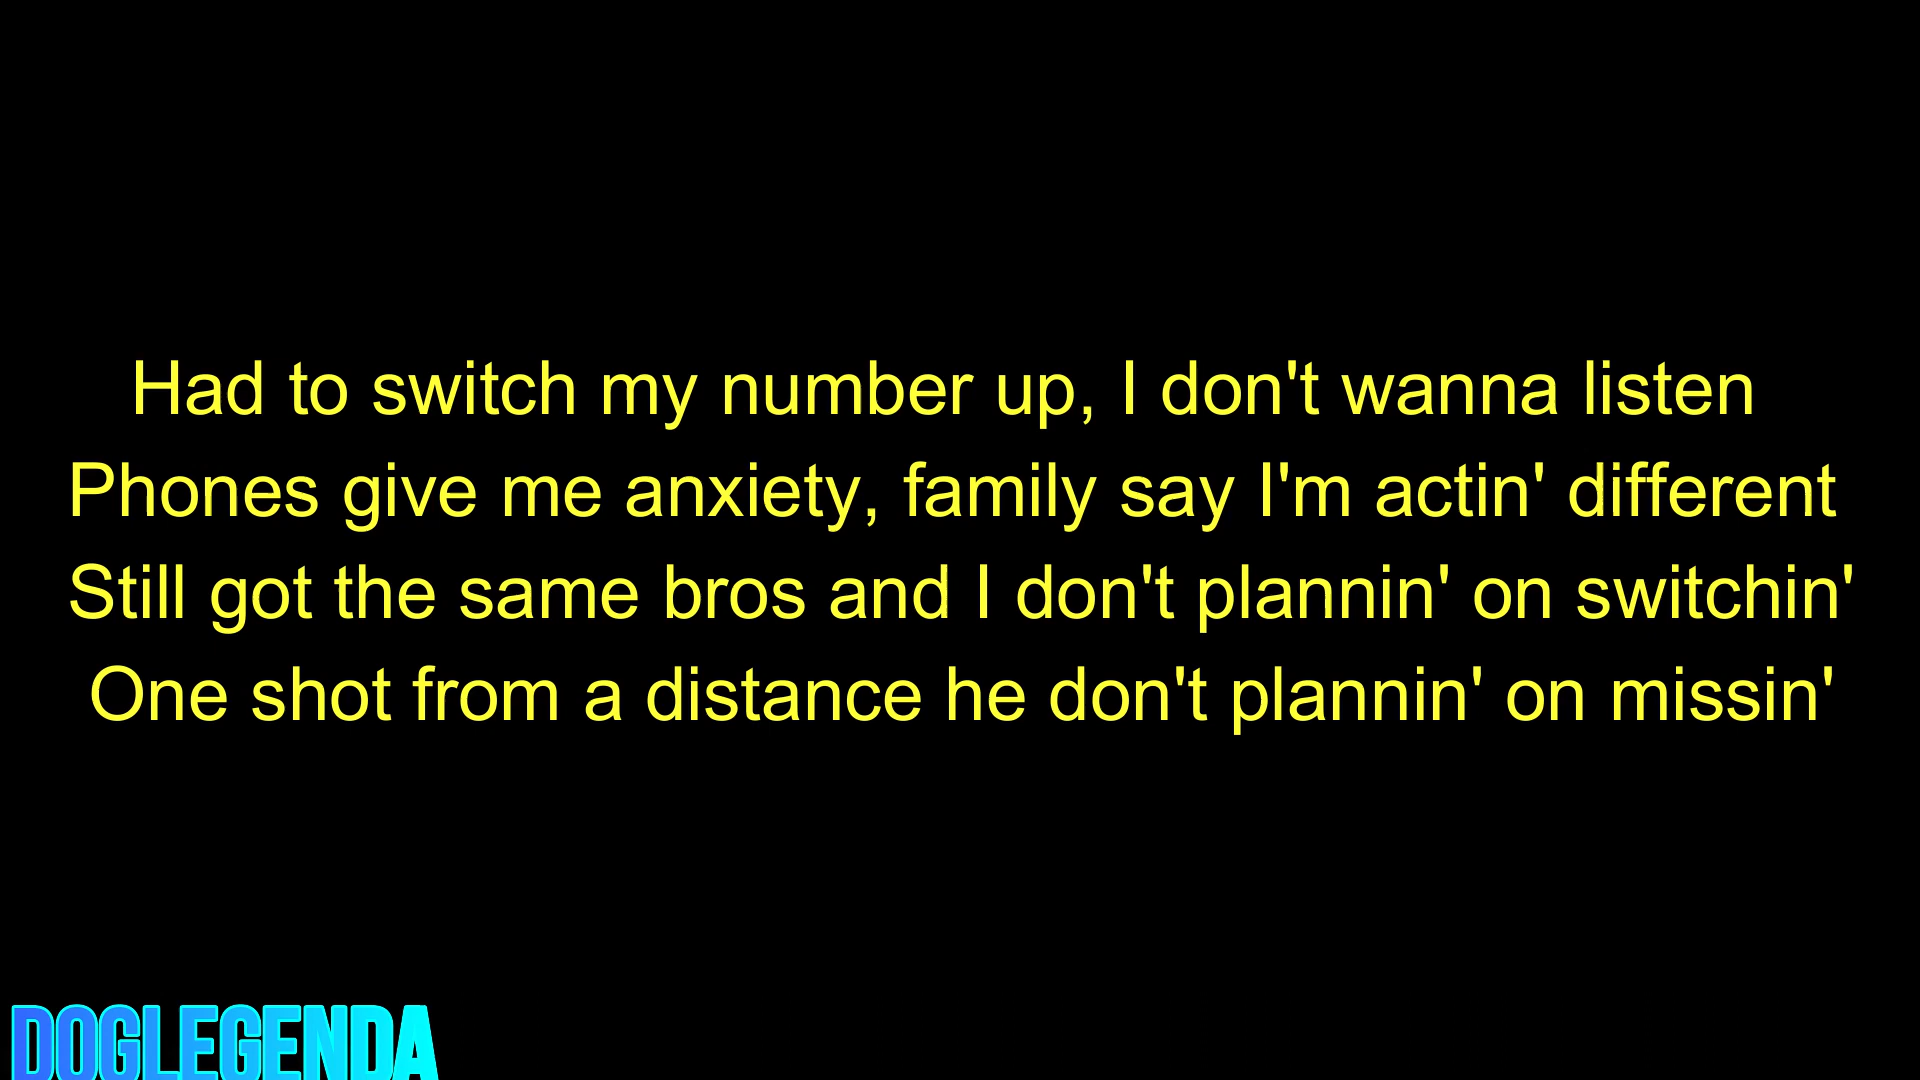 Had to switch my number up, I don't wanna listen
Phones give me anxiety, family say I'm actin' different
Still got the same bros and I don't plannin' on switchin'
One shot from a distance he don't plannin' on missin'
DOGLEGENDA